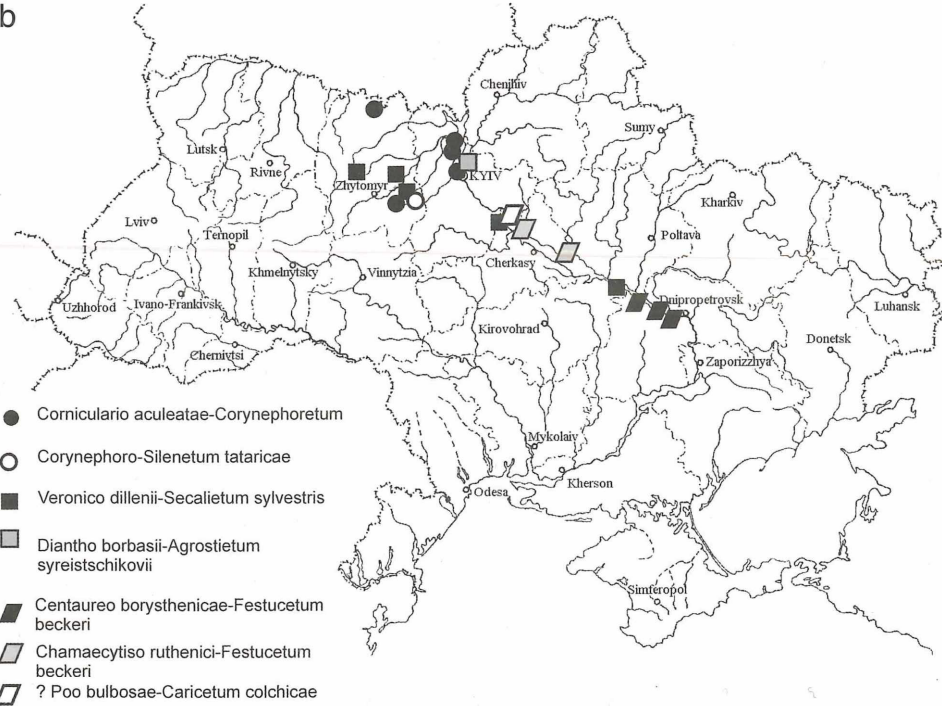 b
Chenjhiv
Sumy
Lutsk
Rivne
KYIV
Zhytomyr
Kharkiv
Lviv
Ternopil
Poltava
Cherkasy
Khmelnytsky
Vinnytzia
Uzhhorod
Ivano-Frankivsk
Dnipropetrovsk
Luhansk
Kirovohrad
Donetsk
Chernivtsi
Zaporizzhya
Corniculario aculeatae-Corynephoretum
Mykolaiv
Corynephoro-Silenetum tataricae
Kherson
Odesa
Veronico dillenii-Secalietum sylvestris
Diantho borbasii-Agrostietum
syreistschikovii
Simferopol
Centaureo borysthenicae-Festucetum
beckeri
Chamaecytiso ruthenici-Festucetum
beckeri
? Poo bulbosae-Caricetum colchicae